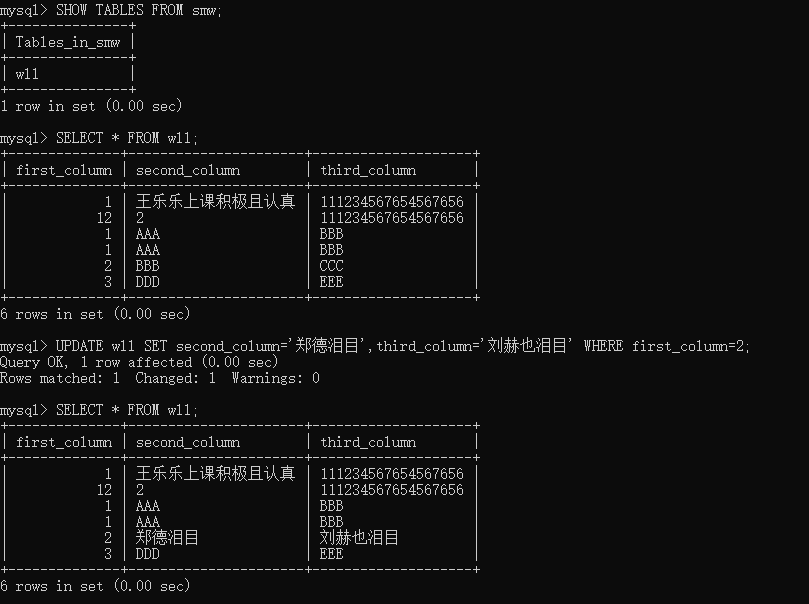 mysql> SHOW TABLES FROM smw;
+---------------+
| Tables_in_smw |
+---------------+
| wll           |
+---------------+
1 row in set (0.00 sec)

mysql> SELECT * FROM wll;
+--------------+----------------------+--------------------+
| first_column | second_column        | third_column       |
+--------------+----------------------+--------------------+
|            1 | 王乐乐上课积极且认真 | 111234567654567656 |
|           12 | 2                    | 111234567654567656 |
|            1 | AAA                  | BBB                |
|            1 | AAA                  | BBB                |
|            2 | BBB                  | CCC                |
|            3 | DDD                  | EEE                |
+--------------+----------------------+--------------------+
6 rows in set (0.00 sec)

mysql> UPDATE wll SET second_column='郑德泪目',third_column='刘赫也泪目' WHERE first_column=2;
Query OK, 1 row affected (0.00 sec)
Rows matched: 1  Changed: 1  Warnings: 0

mysql> SELECT * FROM wll;
+--------------+----------------------+--------------------+
| first_column | second_column        | third_column       |
+--------------+----------------------+--------------------+
|            1 | 王乐乐上课积极且认真 | 111234567654567656 |
|           12 | 2                    | 111234567654567656 |
|            1 | AAA                  | BBB                |
|            1 | AAA                  | BBB                |
|            2 | 郑德泪目             | 刘赫也泪目         |
|            3 | DDD                  | EEE                |
+--------------+----------------------+--------------------+
6 rows in set (0.00 sec)